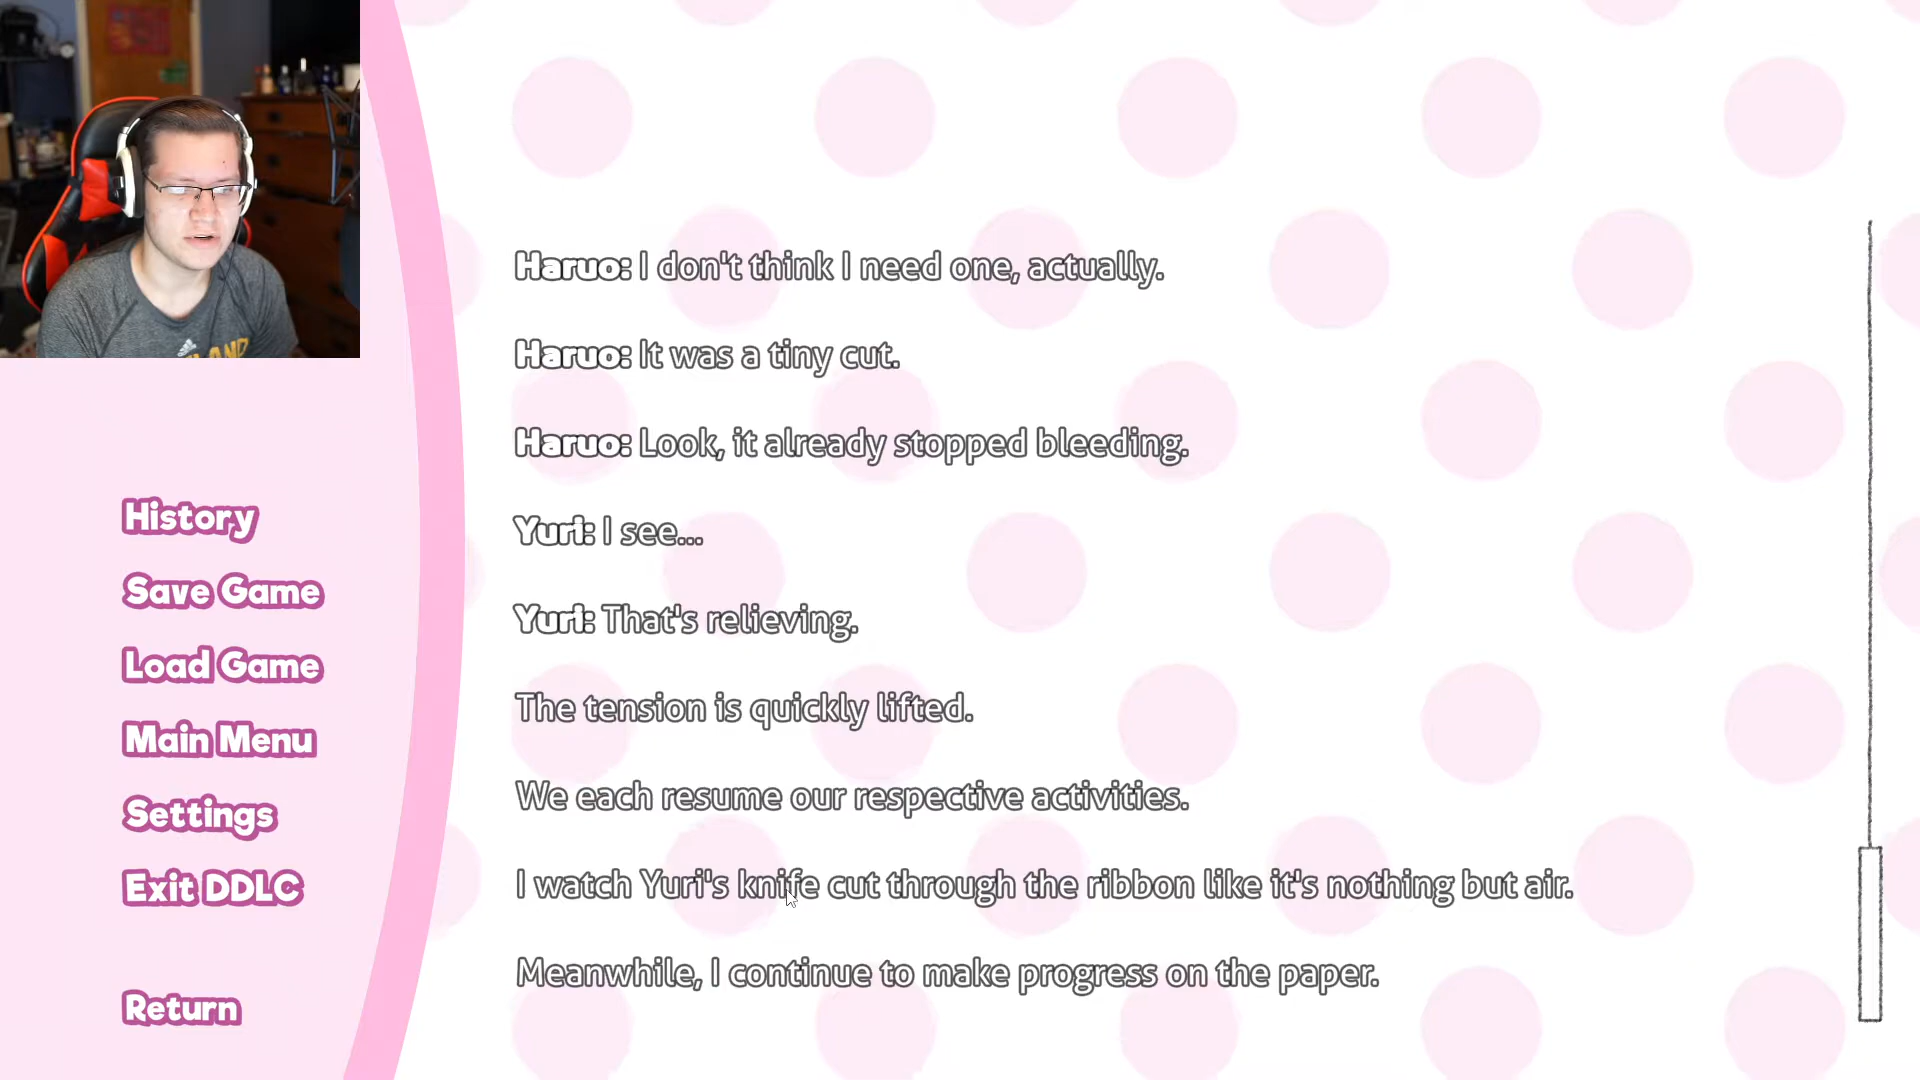 Haruo: I don't think I need one, actually.
Haruo: It was a tiny cut.
Haruo: Look, it already stopped bleeding.
Yuri: I see...
Yuri: That's relieving.
The tension is quickly lifted.
We each resume our respective activities.
I watch Yuri's knife cut through the ribbon like it's nothing but air.
Meanwhile, I continue to make progress on the paper.
History
Save Game
Load Game
Main Menu
Settings
Exit DDLC
Return